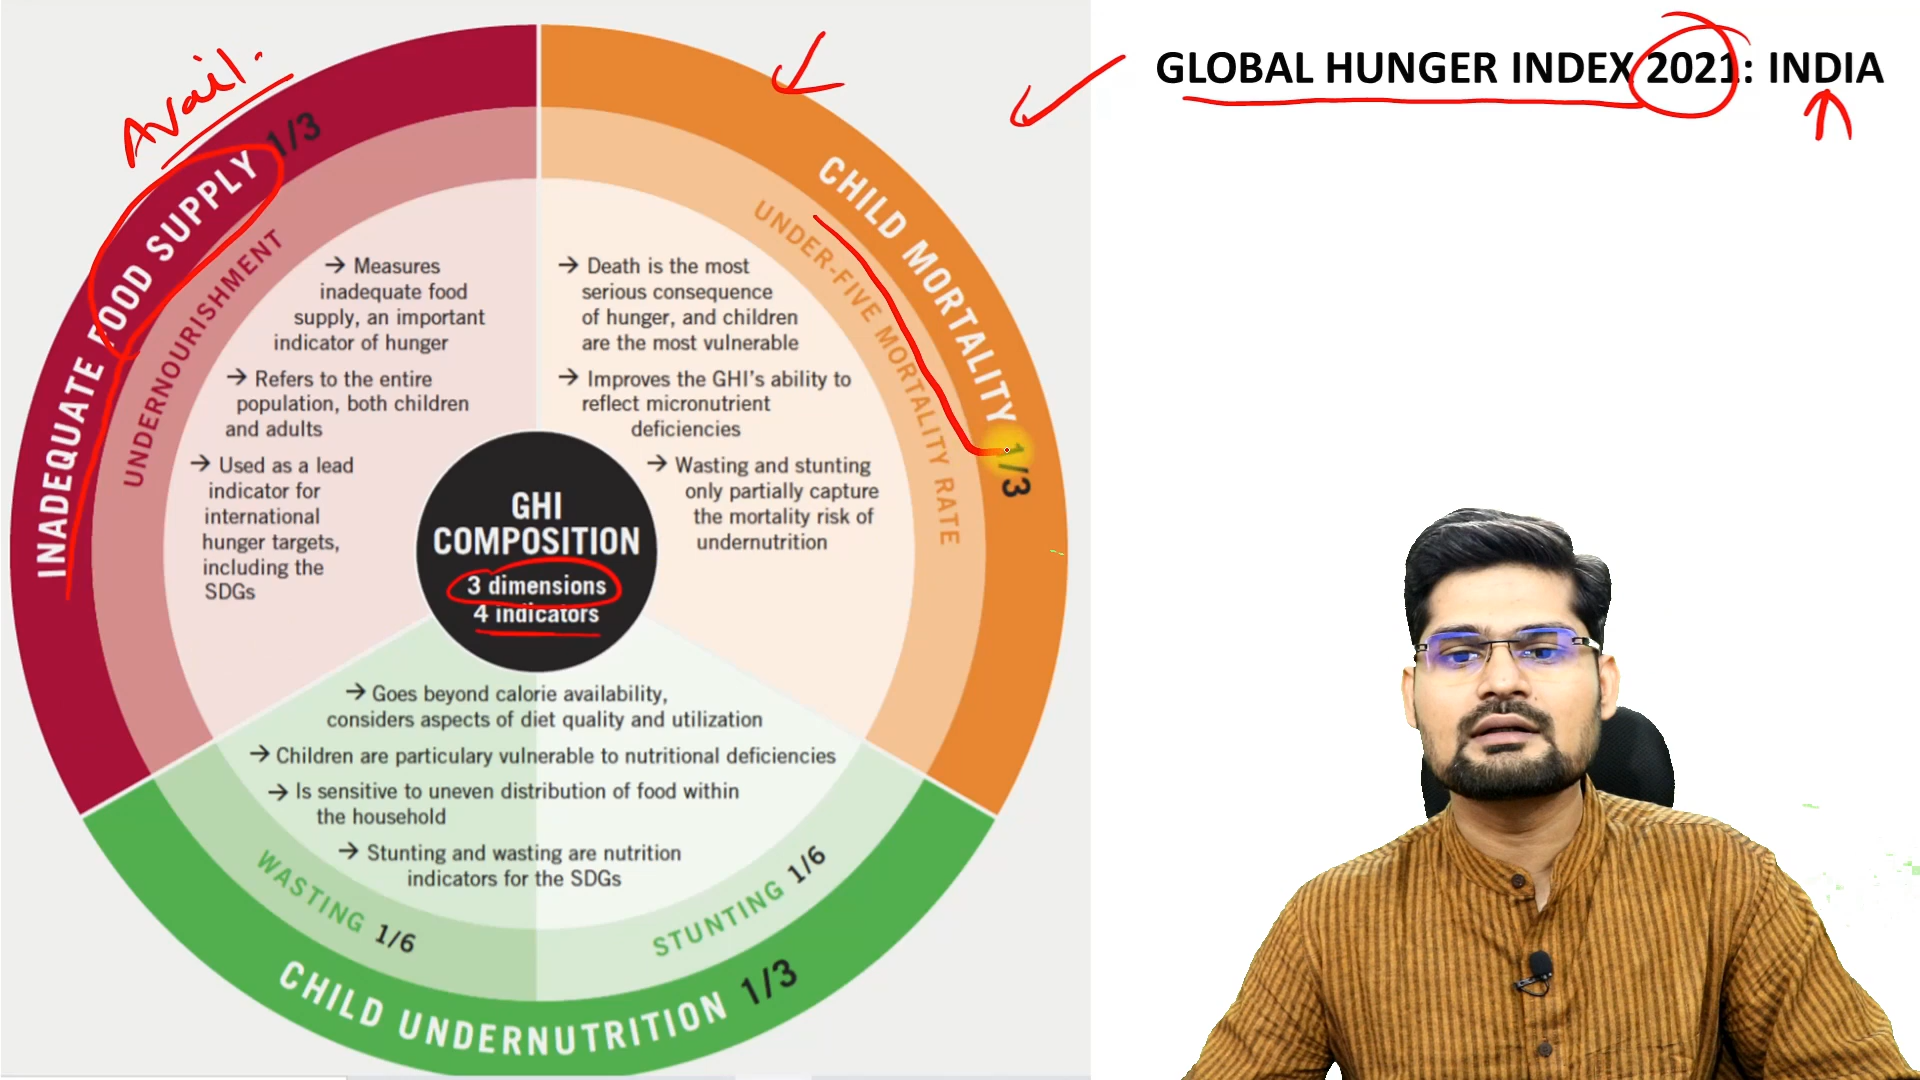 GLOBAL HUNGER INDEX 2021: INDIA
Avail.
INADEQUATE FOOD SUPPLY 1/3
UNDERNOURISHMENT
→ Measures
inadequate food
supply, an important
indicator of hunger
→ Refers to the entire
population, both children
and adults
→ Used as a lead
indicator for
international
hunger targets,
including the
SDGs
CHILD MORTALITY 1/3
UNDER-FIVE MORTALITY RATE
→ Death is the most
serious consequence
of hunger, and children
are the most vulnerable
→ Improves the GHI's ability to
reflect micronutrient
deficiencies
→ Wasting and stunting
only partially capture
the mortality risk of
undernutrition
GHI
COMPOSITION
3 dimensions
4 indicators
→ Goes beyond calorie availability,
considers aspects of diet quality and utilization
→ Children are particulary vulnerable to nutritional deficiencies
→ Is sensitive to uneven distribution of food within
the household
→ Stunting and wasting are nutrition
indicators for the SDGs
WASTING 1/6
STUNTING 1/6
CHILD UNDERNUTRITION 1/3